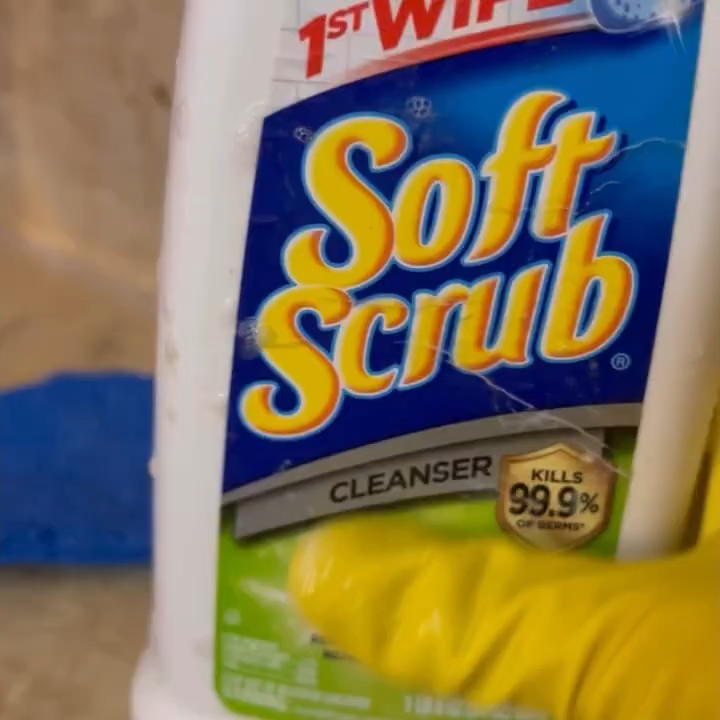 1ST WIPE
Soft
Scrub®
CLEANSER
KILLS
99.9%
OF GERMS*